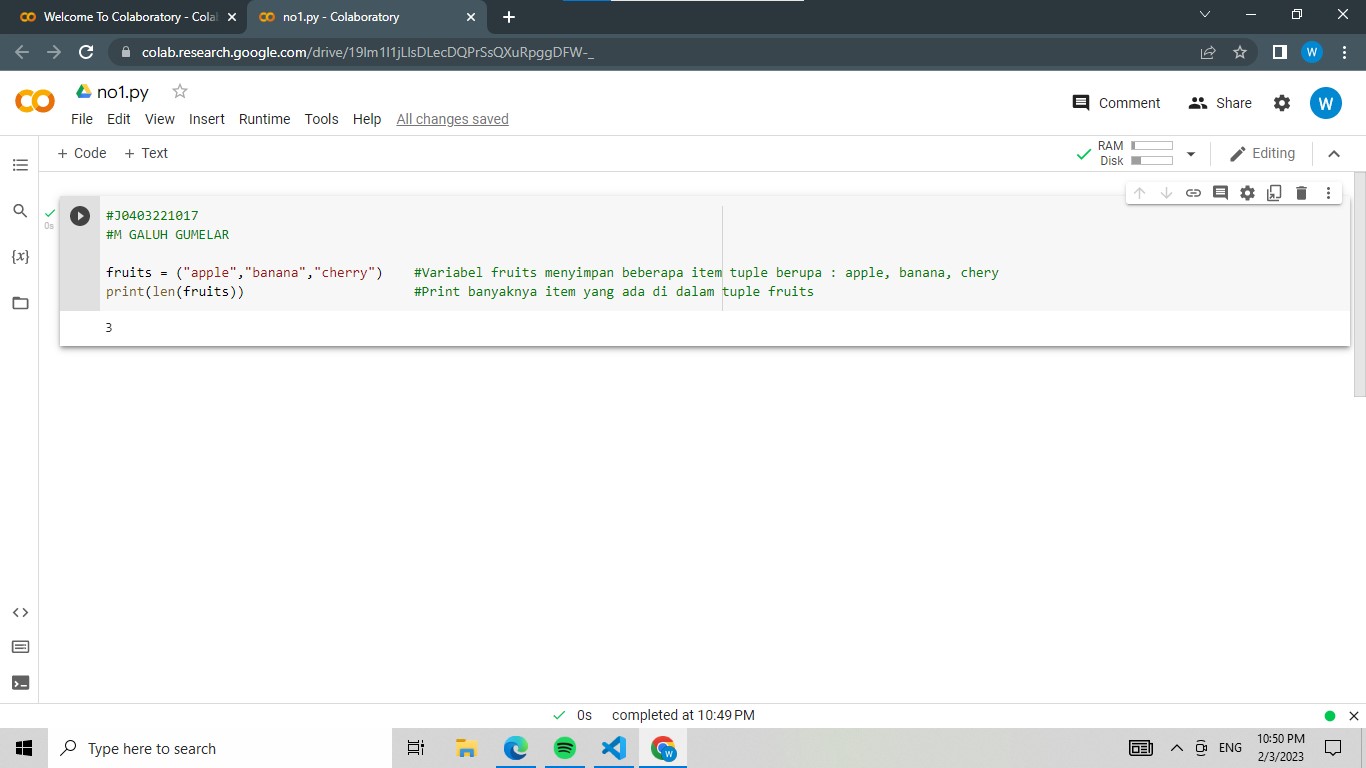 Welcome To Colaboratory - Cola
no1.py - Colaboratory
colab.research.google.com/drive/
no1.py
File Edit View Insert Runtime Tools Help All changes saved
Comment Share W
+ Code + Text
RAM
Disk
Editing
{x}
0s
#J0403221017
#M GALUH GUMELAR
fruits = ("apple","banana","cherry") #Variabel fruits menyimpan beberapa item tuple berupa : apple, banana, chery
print(len(fruits)) #Print banyaknya item yang ada di dalam tuple fruits
3
0s completed at 10:49 PM
Type here to search
ENG
10:50 PM
2/3/2023